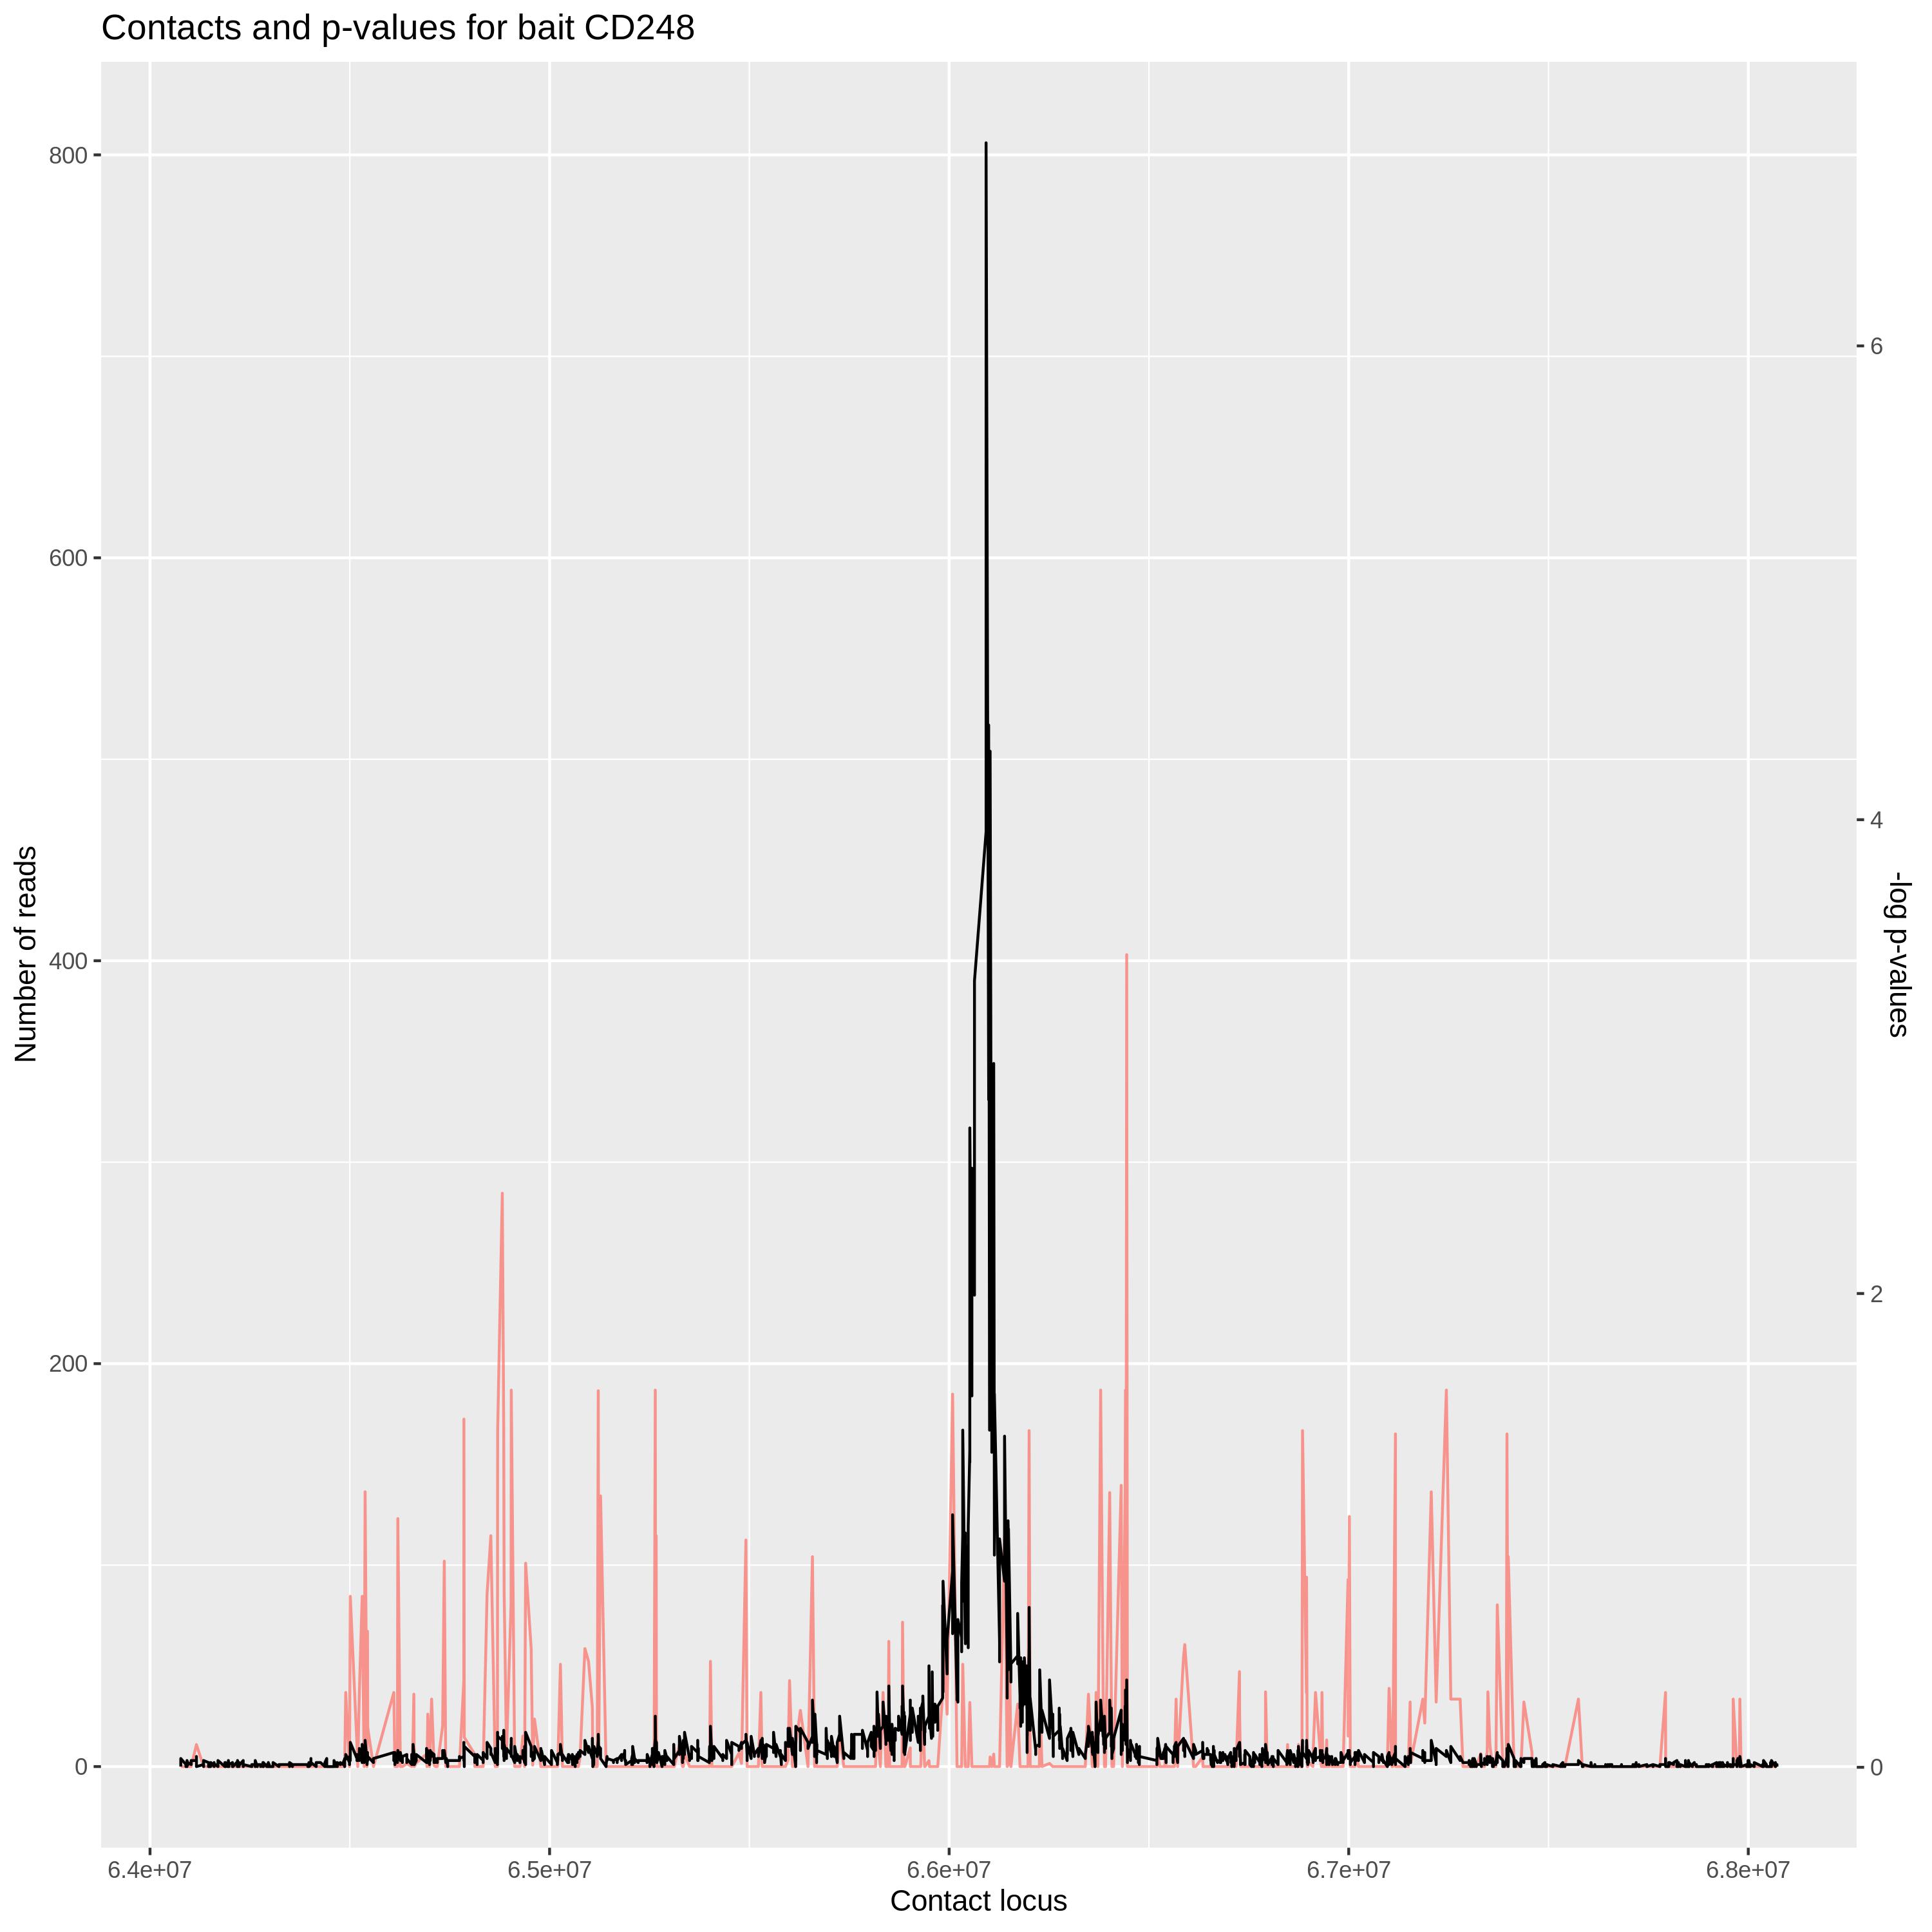 Contacts and p-values for bait CD248
800
600
400
200
0
Number of reads
6
4
2
0
-log p-values
6.4e+07
6.5e+07
6.6e+07
6.7e+07
6.8e+07
Contact locus